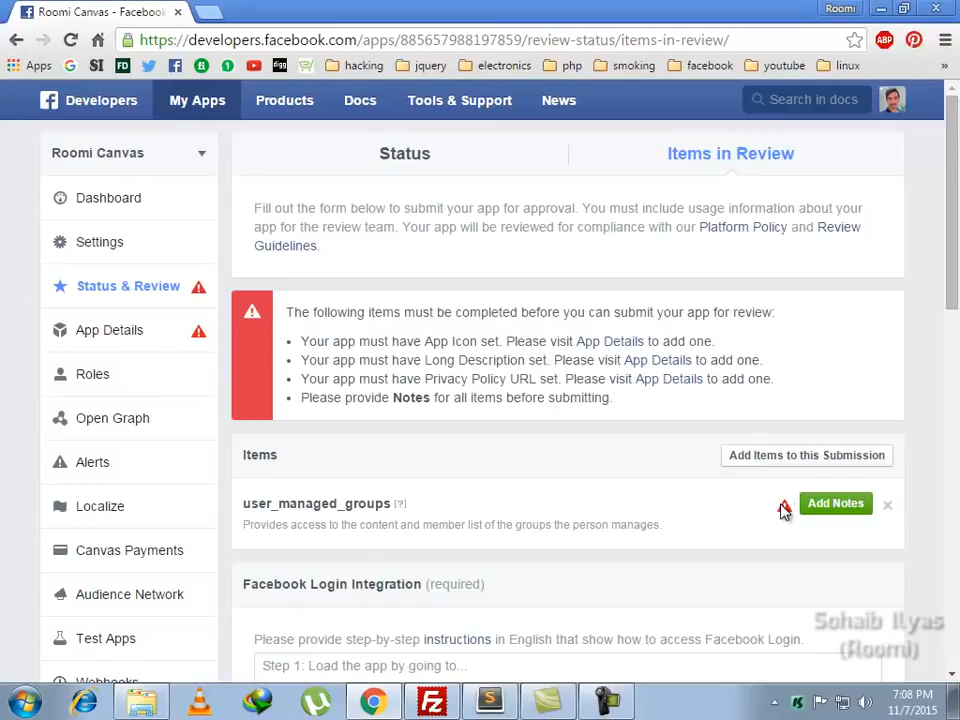 Roomi Canvas - Facebook
Roomi
https://developers.facebook.com/apps/885657988197859/review-status/items-in-review/
ABP
Apps
SI
FD
digg
hacking
jquery
electronics
php
smoking
facebook
youtube
linux
»
Developers
My Apps
Products
Docs
Tools & Support
News
Search in docs
Roomi Canvas
Dashboard
Settings
Status & Review
App Details
Roles
Open Graph
Alerts
Localize
Canvas Payments
Audience Network
Test Apps
Webhooks
Status
Items in Review
Fill out the form below to submit your app for approval. You must include usage information about your
app for the review team. Your app will be reviewed for compliance with our Platform Policy and Review
Guidelines.
The following items must be completed before you can submit your app for review:
• Your app must have App Icon set. Please visit App Details to add one.
• Your app must have Long Description set. Please visit App Details to add one.
• Your app must have Privacy Policy URL set. Please visit App Details to add one.
• Please provide Notes for all items before submitting.
Items
Add Items to this Submission
user_managed_groups [?]
Add Notes
Provides access to the content and member list of the groups the person manages.
Facebook Login Integration (required)
Please provide step-by-step instructions in English that show how to access Facebook Login.
Step 1: Load the app by going to...
Sohaib Ilyas
(Roomi)
7:08 PM
11/7/2015